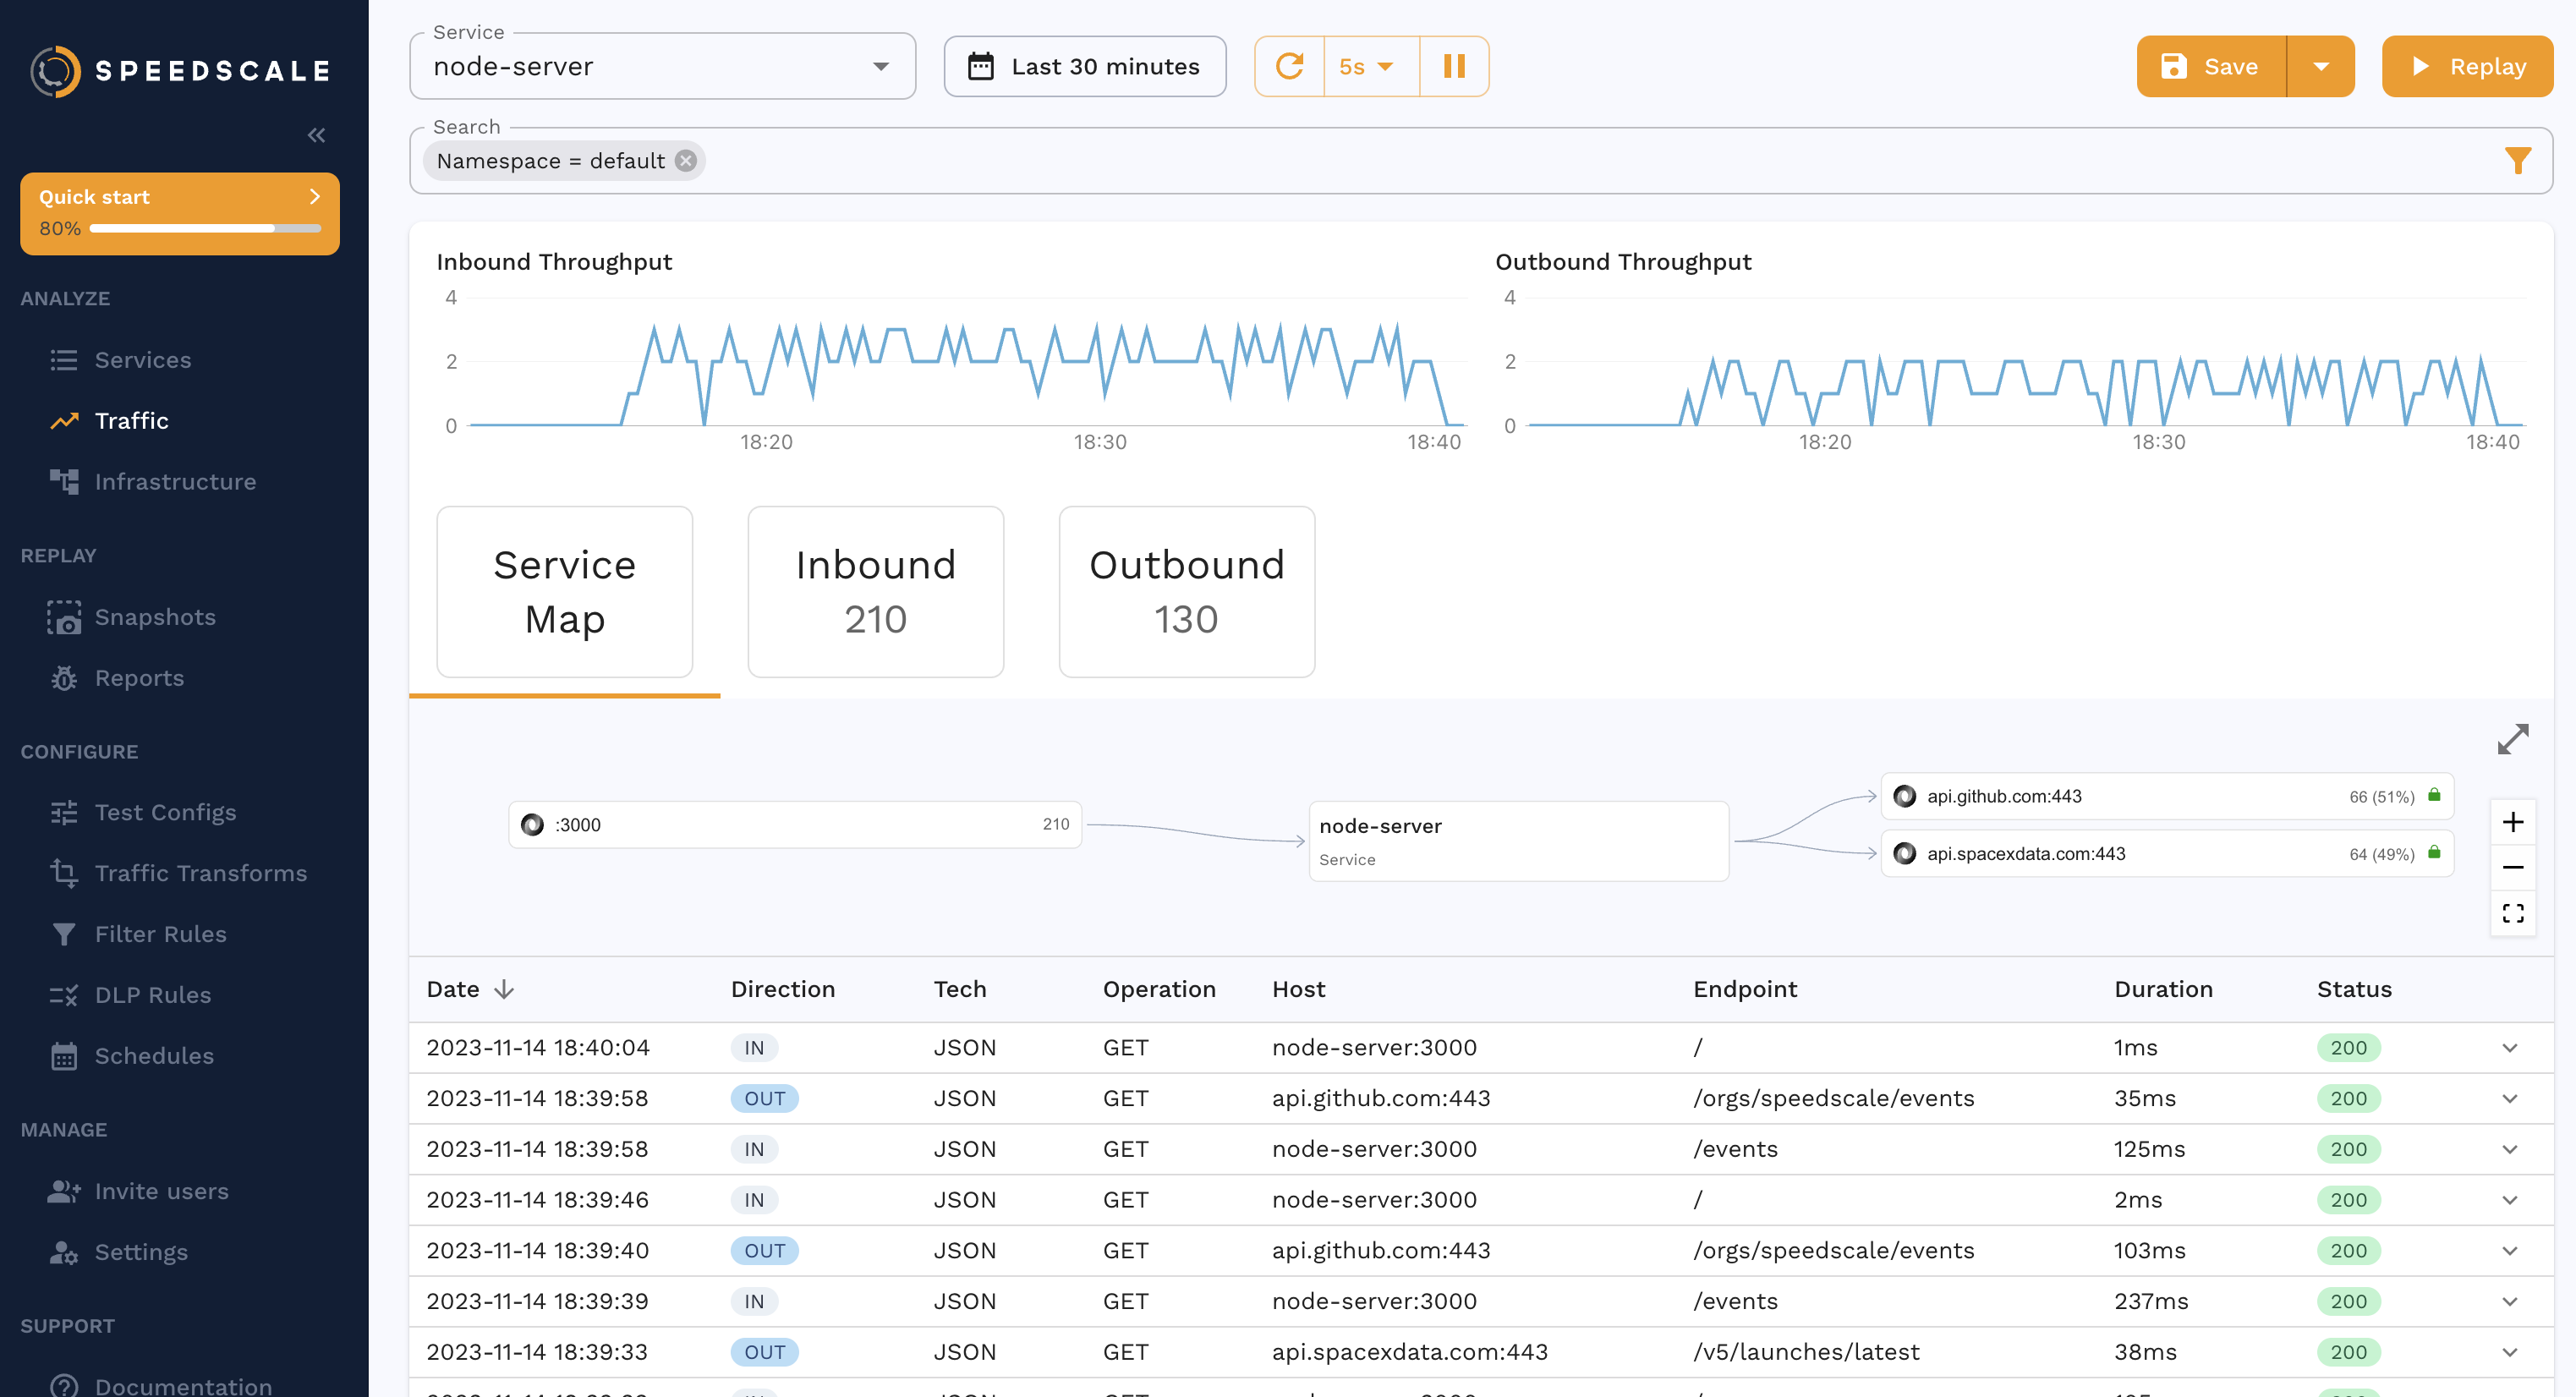 SPEEDSCALE
Quick start
80%
ANALYZE
Services
Traffic
Infrastructure
REPLAY
Snapshots
Reports
CONFIGURE
Test Configs
Traffic Transforms
Filter Rules
DLP Rules
Schedules
MANAGE
Invite users
Settings
SUPPORT
Documentation
Service
node-server
Last 30 minutes
5s
Save
Replay
Search
Namespace = default
Inbound Throughput
4
2
0
18:20 18:30 18:40
Outbound Throughput
4
2
0
18:20 18:30 18:40
Service
Map
Inbound
210
Outbound
130
:3000 210
node-server
Service
api.github.com:443 66 (51%)
api.spacexdata.com:443 64 (49%)
Date Direction Tech Operation Host Endpoint Duration Status
2023-11-14 18:40:04 IN JSON GET node-server:3000 / 1ms 200
2023-11-14 18:39:58 OUT JSON GET api.github.com:443 /orgs/speedscale/events 35ms 200
2023-11-14 18:39:58 IN JSON GET node-server:3000 /events 125ms 200
2023-11-14 18:39:46 IN JSON GET node-server:3000 / 2ms 200
2023-11-14 18:39:40 OUT JSON GET api.github.com:443 /orgs/speedscale/events 103ms 200
2023-11-14 18:39:39 IN JSON GET node-server:3000 /events 237ms 200
2023-11-14 18:39:33 OUT JSON GET api.spacexdata.com:443 /v5/launches/latest 38ms 200